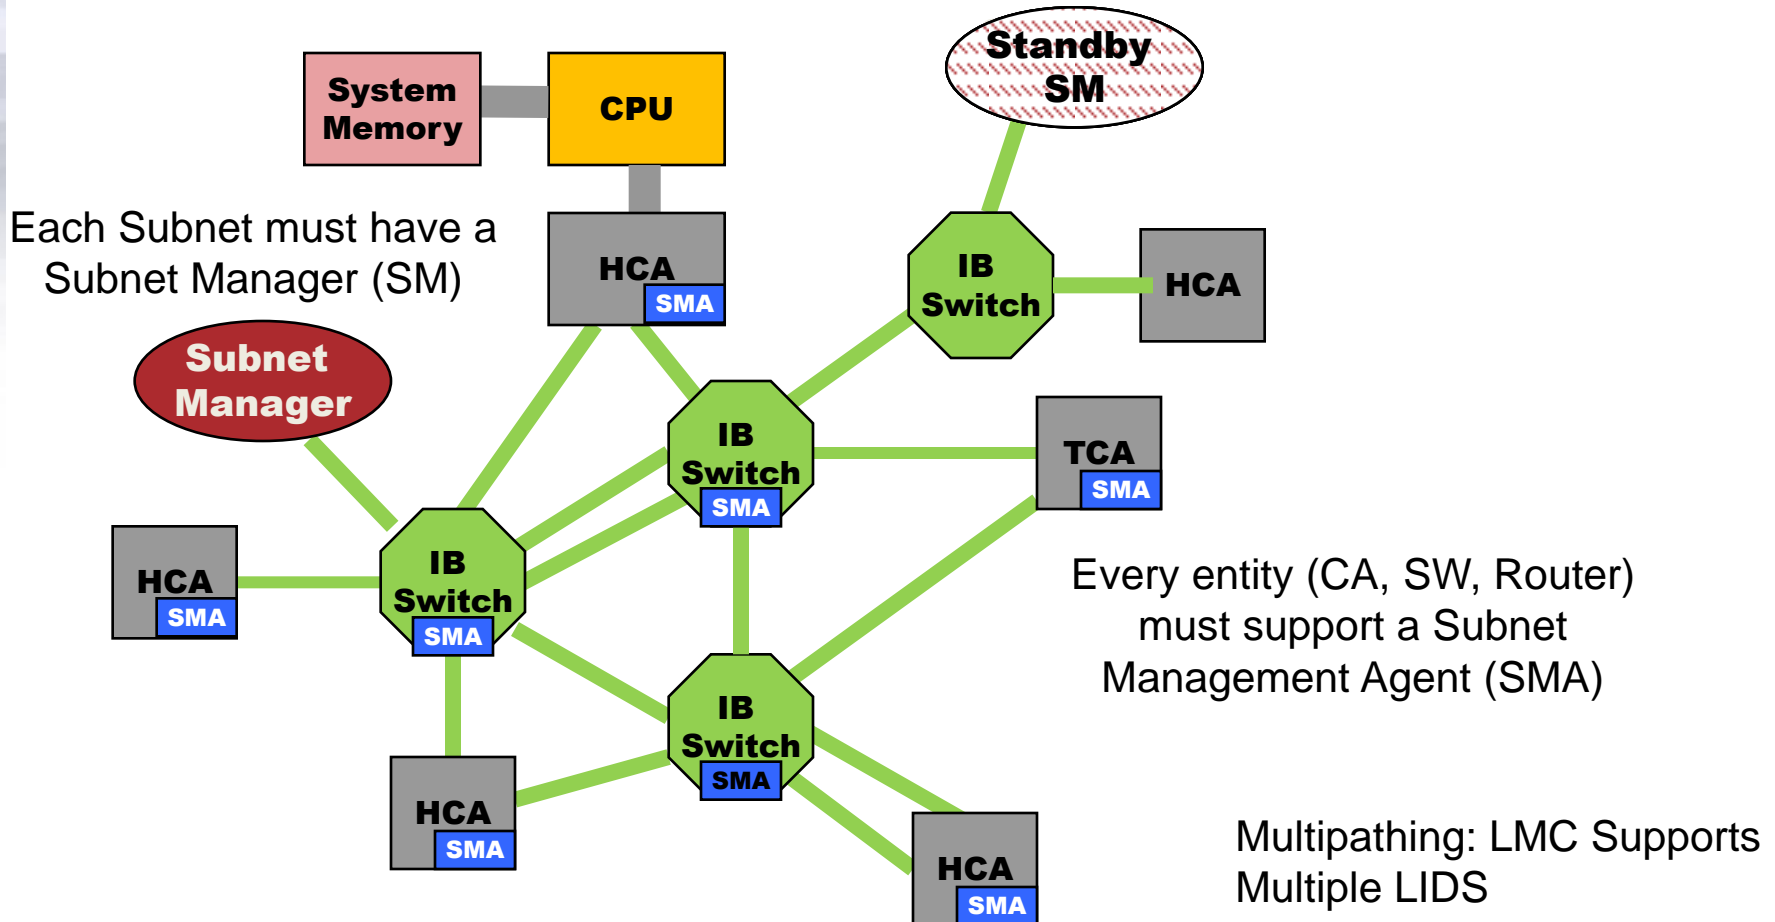 Standby
SM
System
Memory
CPU
Each Subnet must have a
Subnet Manager (SM)
HCA
SMA
IB
Switch
HCA
Subnet
Manager
IB
Switch
SMA
TCA
SMA
HCA
SMA
IB
Switch
SMA
Every entity (CA, SW, Router)
must support a Subnet
Management Agent (SMA)
IB
Switch
SMA
HCA
SMA
HCA
SMA
Multipathing: LMC Supports
Multiple LIDS